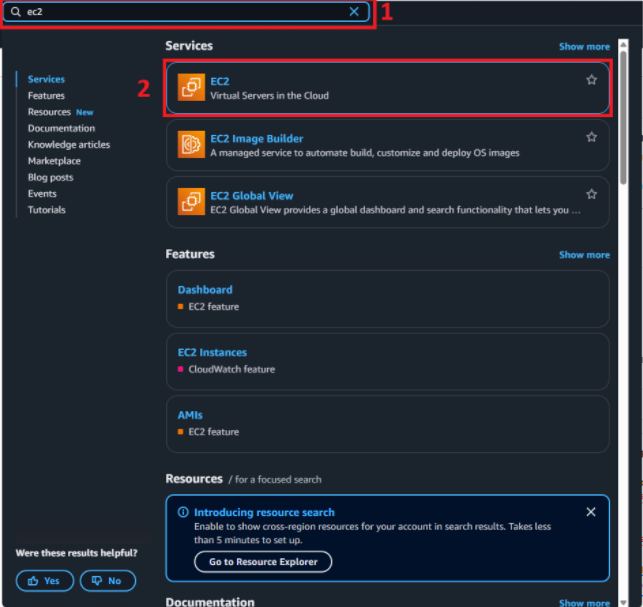 ec2
1
Services
Show more
Services
Features
Resources New
Documentation
Knowledge articles
Marketplace
Blog posts
Events
Tutorials
2
EC2
Virtual Servers in the Cloud
EC2 Image Builder
A managed service to automate build, customize and deploy OS images
EC2 Global View
EC2 Global View provides a global dashboard and search functionality that lets you ...
Features
Show more
Dashboard
EC2 feature
EC2 Instances
CloudWatch feature
AMIs
EC2 feature
Resources / for a focused search
Introducing resource search
Enable to show cross-region resources for your account in search results. Takes less
than 5 minutes to set up.
Go to Resource Explorer
Were these results helpful?
Yes
No
Documentation
Show more